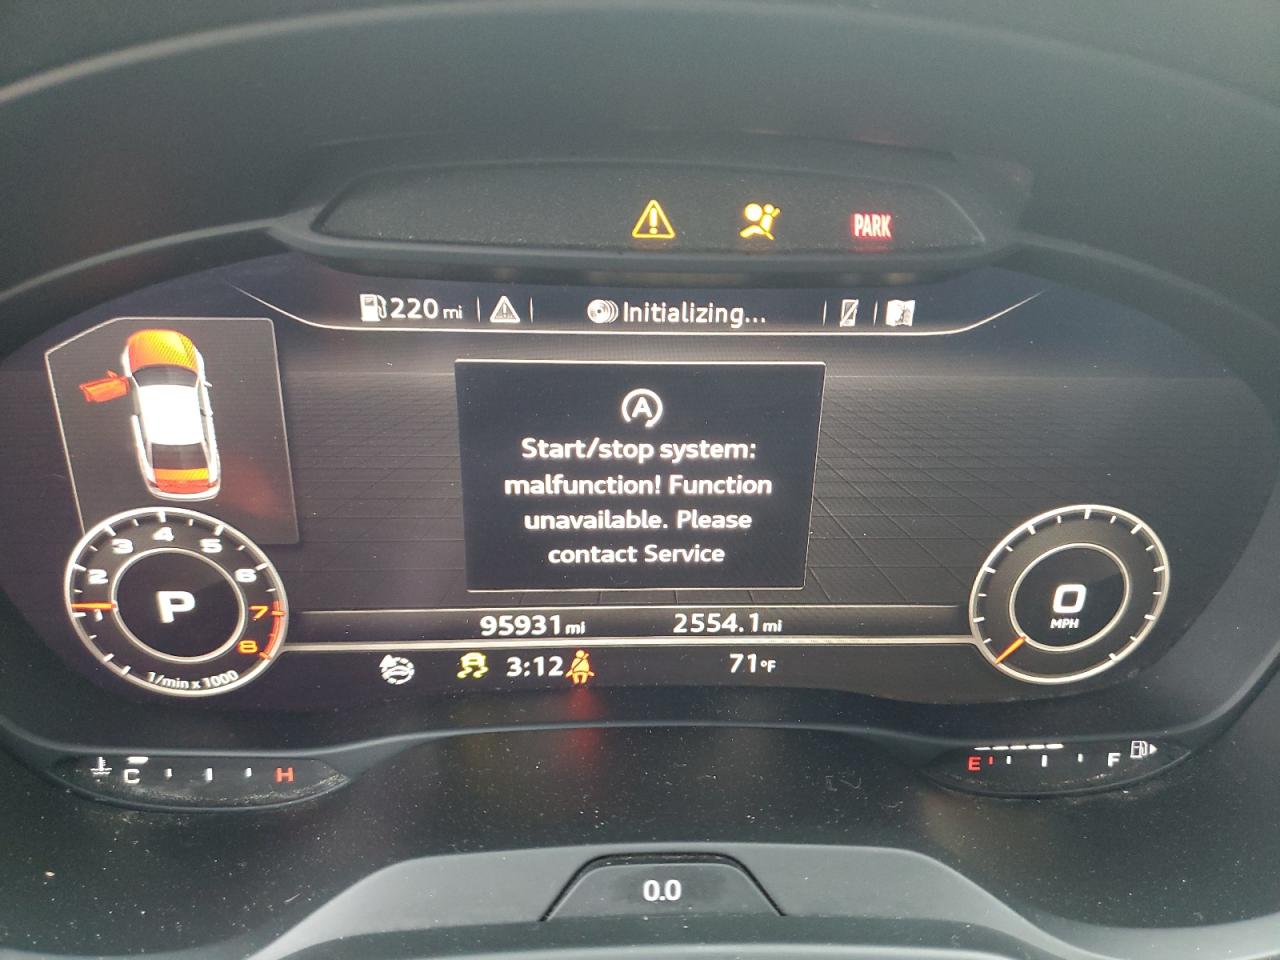 PARK
220 mi
Initializing...
A
Start/stop system:
malfunction! Function
unavailable. Please
contact Service
1 2 3 4 5 6 7 8
P
1/min x 1000
0
MPH
95931 mi
2554.1 mi
3:12
71°F
C H
E F
0.0